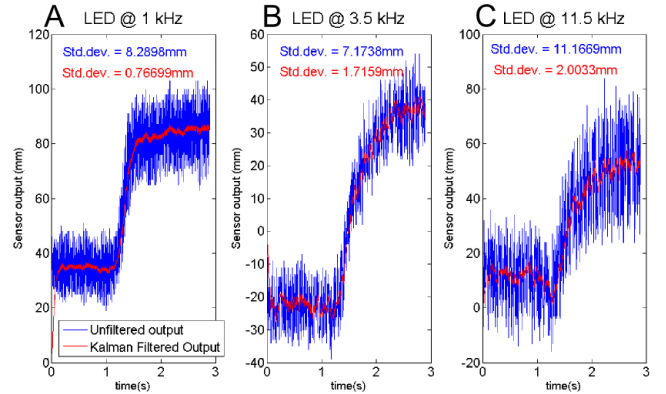 A LED @ 1 kHz
Std.dev. = 8.2898mm
Std.dev. = 0.76699mm
Sensor output (mm)
120
100
80
60
40
20
0
Unfiltered output
Kalman Filtered Output
0 1 2 3
time(s)
B LED @ 3.5 kHz
Std.dev. = 7.1738mm
Std.dev. = 1.7159mm
Sensor output (mm)
60
50
40
30
20
10
0
-10
-20
-30
-40
0 1 2 3
time(s)
C LED @ 11.5 kHz
Std.dev. = 11.1669mm
Std.dev. = 2.0033mm
Sensor output (mm)
100
80
60
40
20
0
-20
0 1 2 3
time(s)